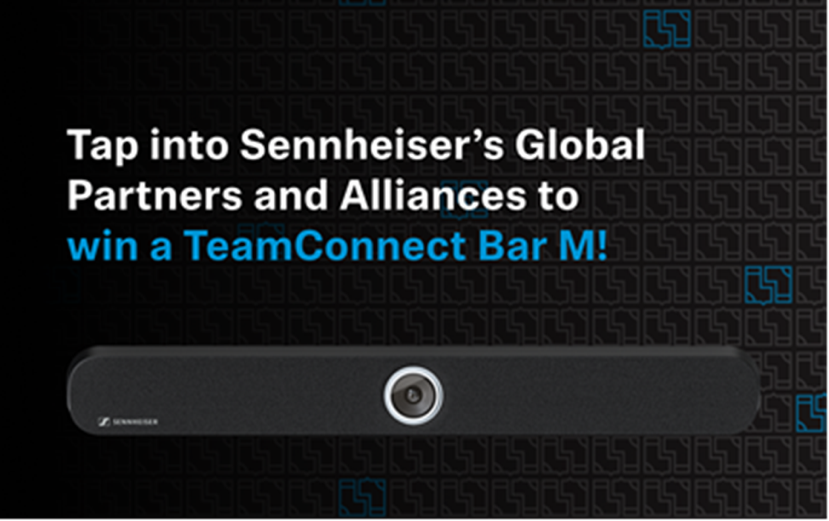 Tap into Sennheiser’s Global
Partners and Alliances to
win a TeamConnect Bar M!
SENNHEISER